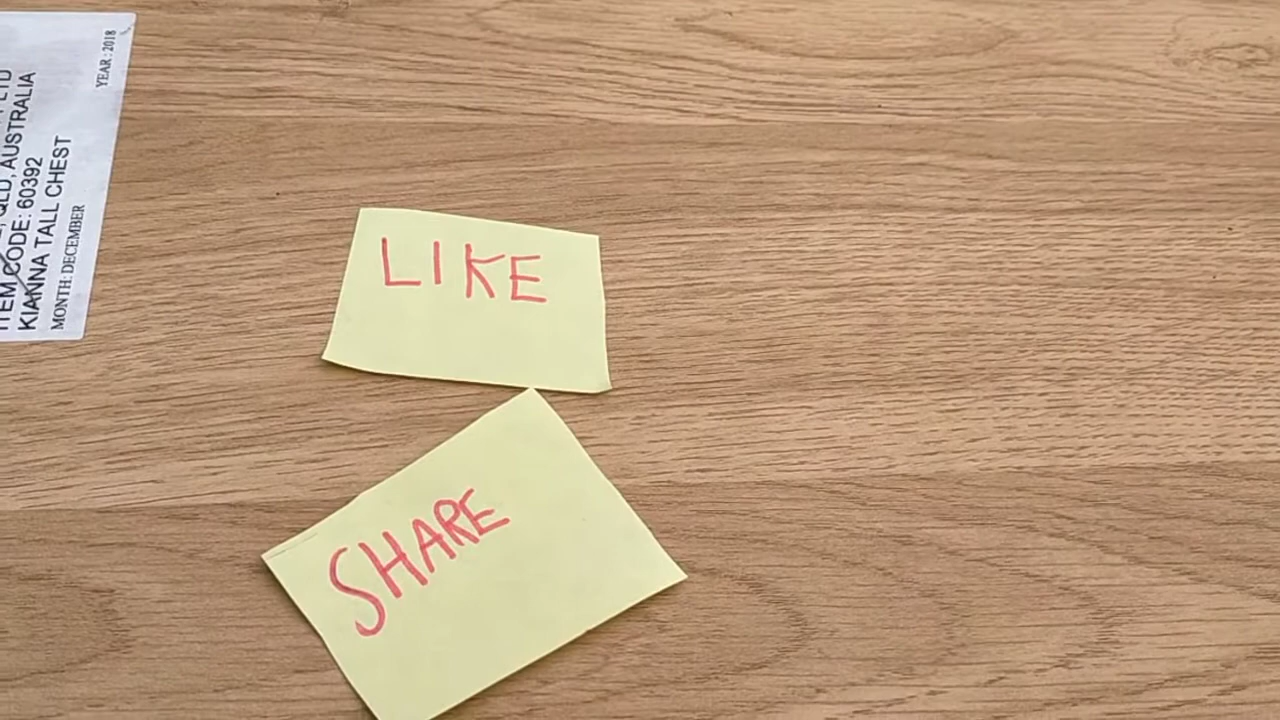 QLD, AUSTRALIA
ITEM CODE: 60392
KIANNA TALL CHEST
MONTH: DECEMBER
YEAR : 2018
LIKE
SHARE